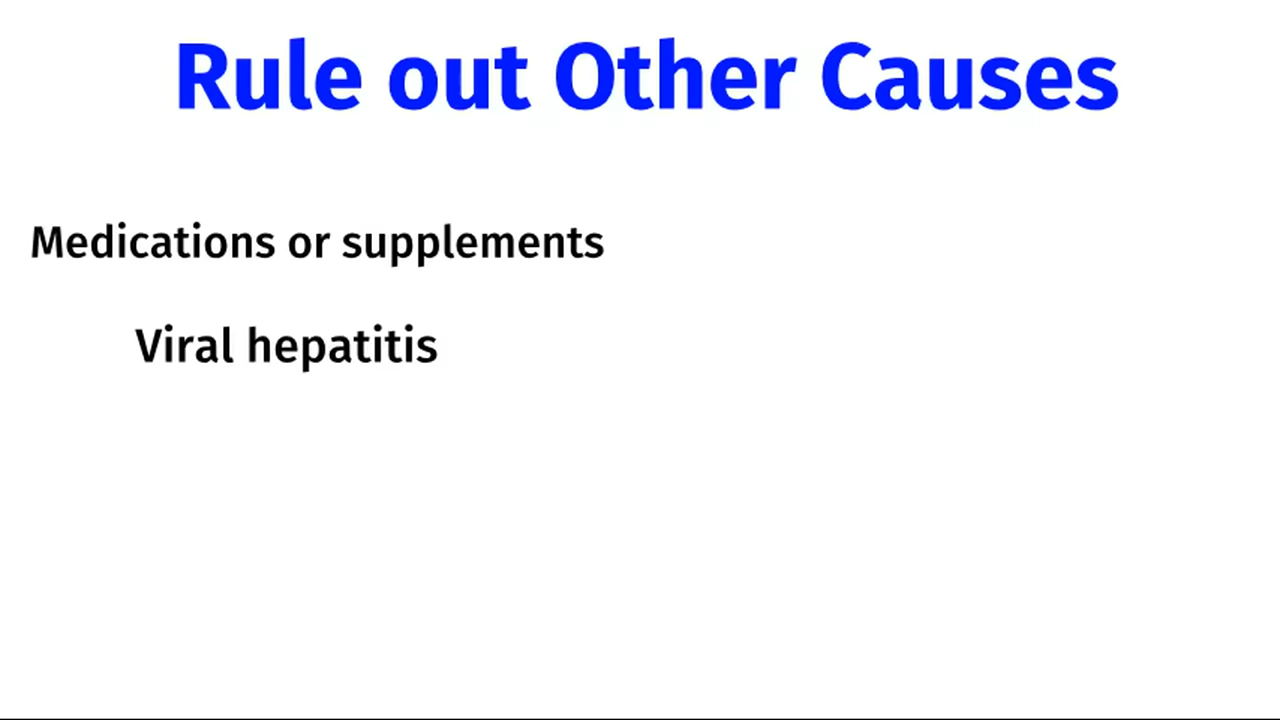 Rule out Other Causes
Medications or supplements
Viral hepatitis